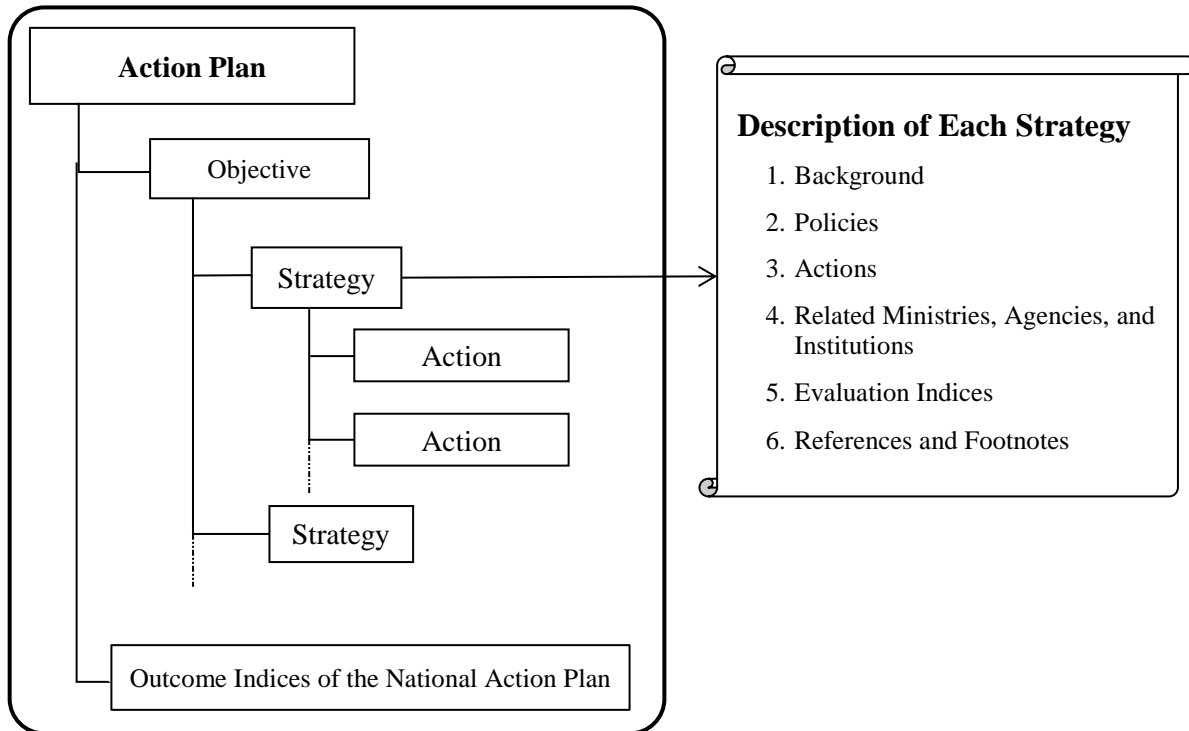 Action Plan
Objective
Strategy
Action
Action
Strategy
Outcome Indices of the National Action Plan
Description of Each Strategy
1. Background
2. Policies
3. Actions
4. Related Ministries, Agencies, and
Institutions
5. Evaluation Indices
6. References and Footnotes